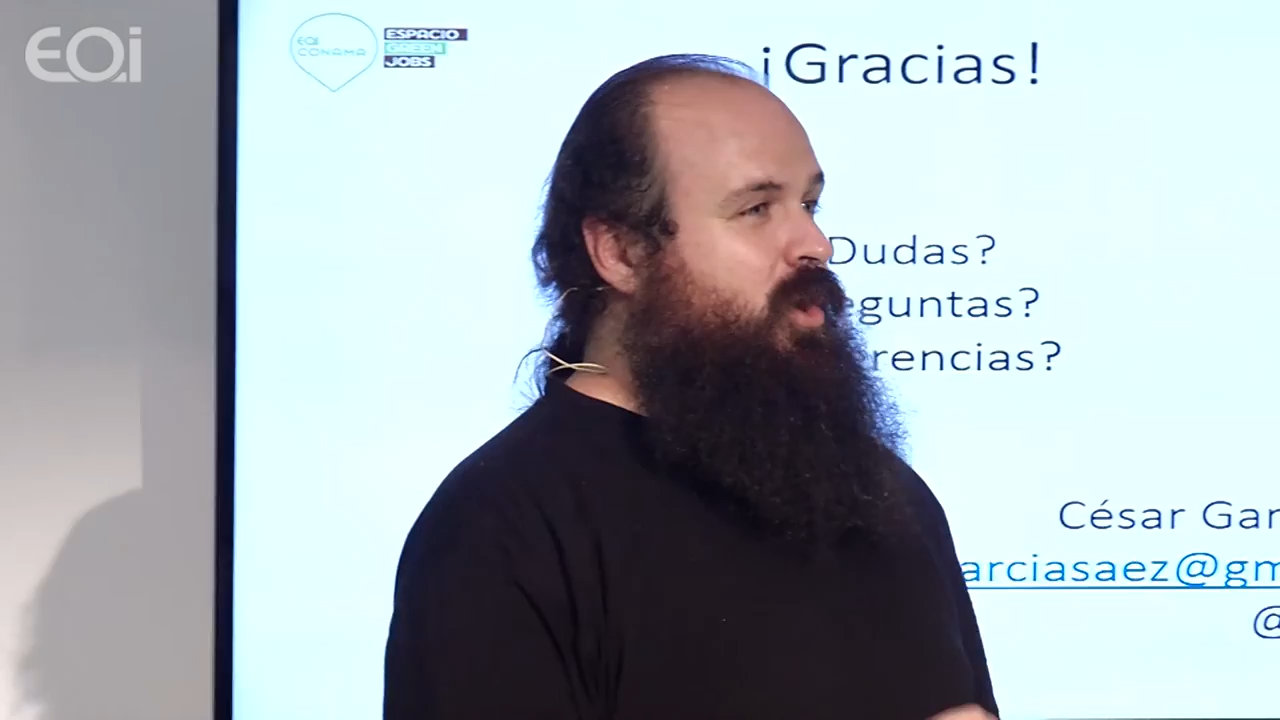 EOi
eoi
CONAMA
ESPACIO
GREEN
JOBS
¡Gracias!
Dudas?
eguntas?
rencias?
César Gar
arciasaez@gm
@